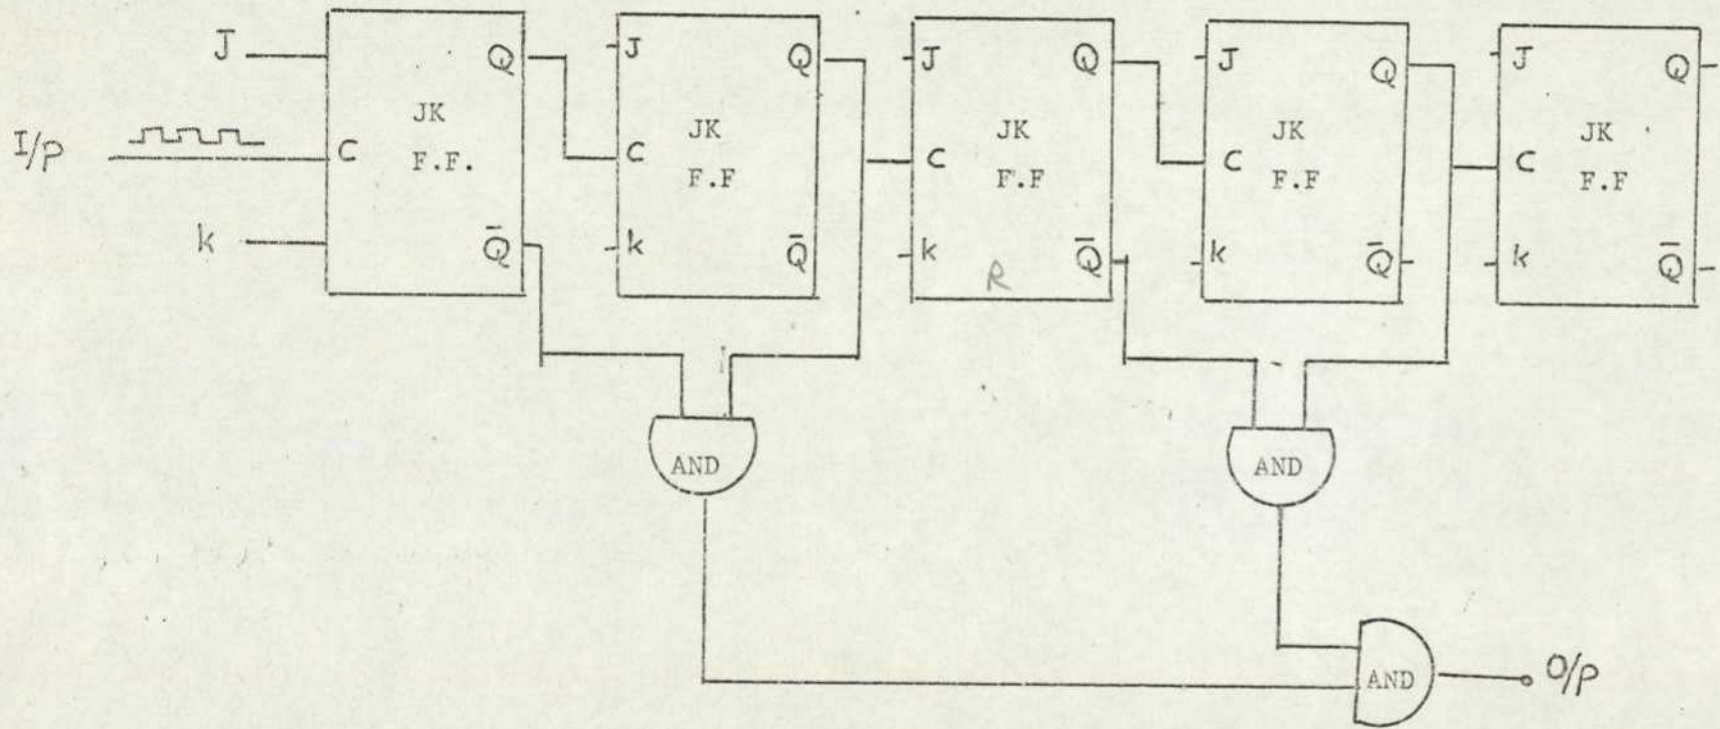 J Q J Q J Q J Q J Q
JK JK JK JK JK
I/P C F.F. C F.F C F.F C F.F C F.F
k Q̄ k Q̄ k R Q̄ k Q̄ k Q̄
AND AND
AND O/P